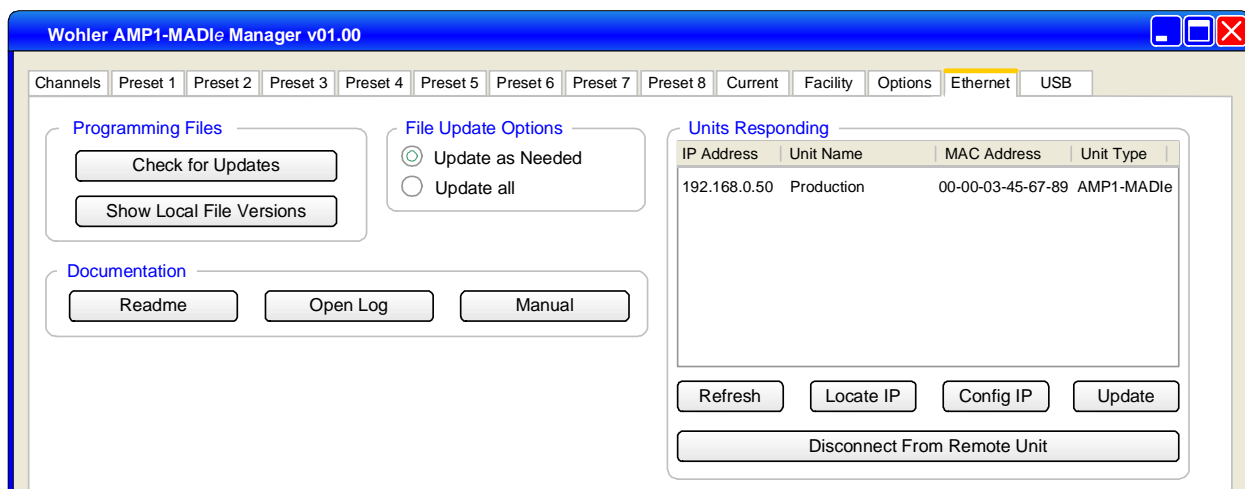 Wohler AMP1-MADIe Manager v01.00
Channels Preset 1 Preset 2 Preset 3 Preset 4 Preset 5 Preset 6 Preset 7 Preset 8 Current Facility Options Ethernet USB
Programming Files
Check for Updates
Show Local File Versions
File Update Options
Update as Needed
Update all
Documentation
Readme Open Log Manual
Units Responding
IP Address Unit Name MAC Address Unit Type
192.168.0.50 Production 00-00-03-45-67-89 AMP1-MADIe
Refresh Locate IP Config IP Update
Disconnect From Remote Unit